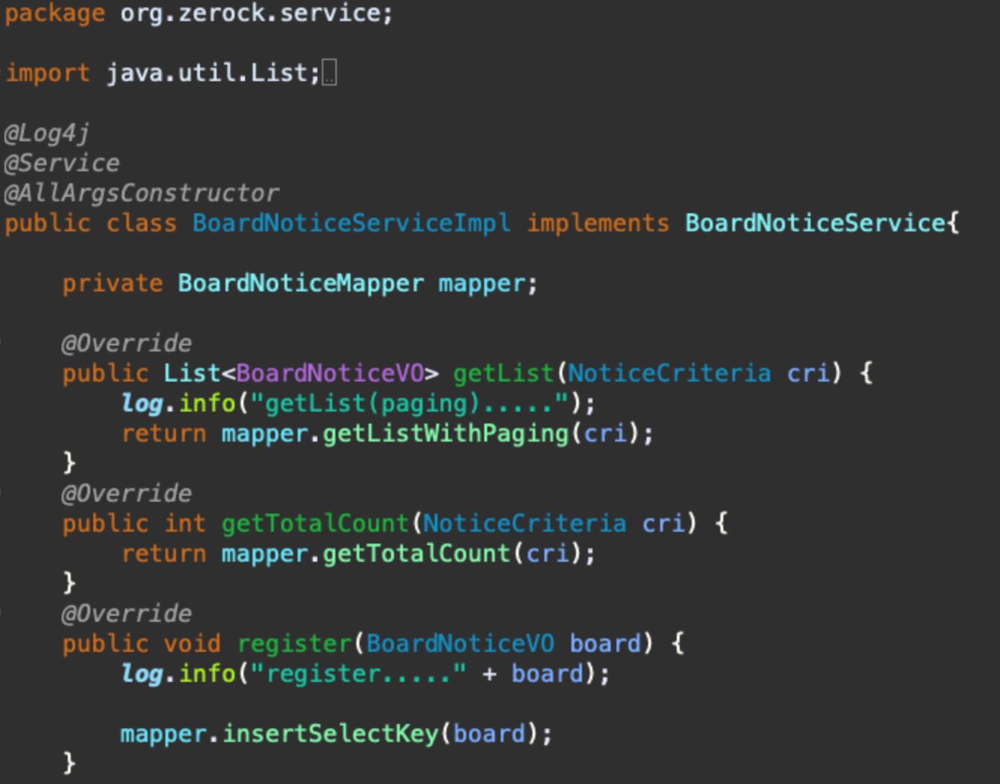 package org.zerock.service;
import java.util.List;
@Log4j
@Service
@AllArgsConstructor
public class BoardNoticeServiceImpl implements BoardNoticeService{
private BoardNoticeMapper mapper;
@Override
public List<BoardNoticeVO> getList(NoticeCriteria cri) {
log.info("getList(paging).....");
return mapper.getListWithPaging(cri);
}
@Override
public int getTotalCount(NoticeCriteria cri) {
return mapper.getTotalCount(cri);
}
@Override
public void register(BoardNoticeVO board) {
log.info("register....." + board);
mapper.insertSelectKey(board);
}